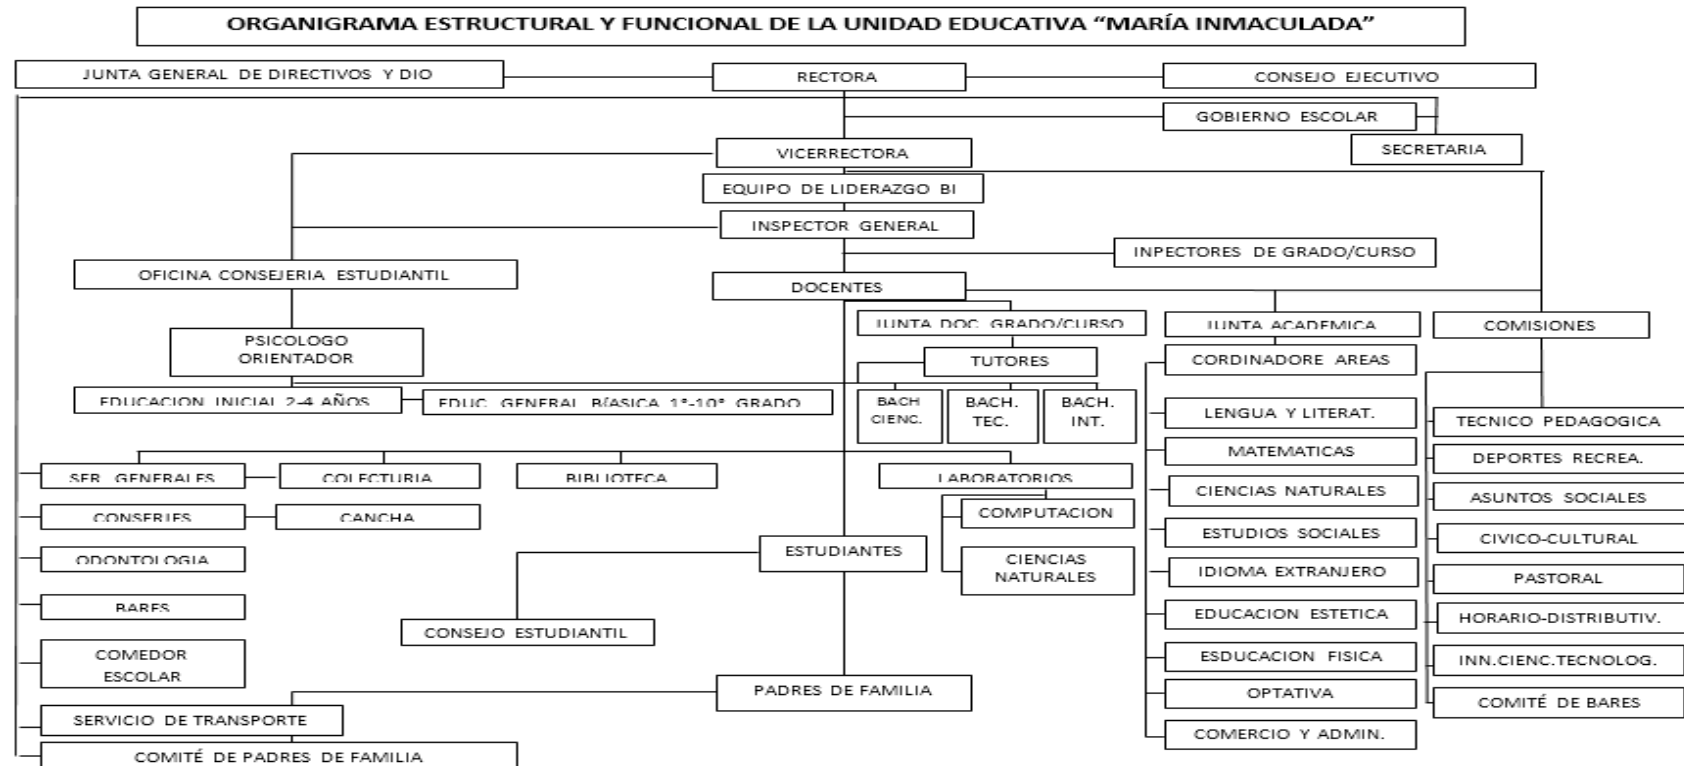 ORGANIGRAMA ESTRUCTURAL Y FUNCIONAL DE LA UNIDAD EDUCATIVA “MARÍA INMACULADA”
JUNTA GENERAL DE DIRECTIVOS Y DIO
RECTORA
CONSEJO EJECUTIVO
GOBIERNO ESCOLAR
SECRETARIA
VICERRECTORA
EQUIPO DE LIDERAZGO BI
INSPECTOR GENERAL
INPECTORES DE GRADO/CURSO
OFICINA CONSEJERIA ESTUDIANTIL
DOCENTES
JUNTA DOC GRADO/CURSO
JUNTA ACADEMICA
COMISIONES
PSICOLOGO
ORIENTADOR
TUTORES
CORDINADORE AREAS
EDUCACION INICIAL 2-4 AÑOS
EDUC GENERAL BÍASICA 1°-10° GRADO
BACH
CIENC.
BACH.
TEC.
BACH.
INT.
LENGUA Y LITERAT.
TECNICO PEDAGOGICA
MATEMATICAS
DEPORTES RECREA.
SER GENERALES
COLECTURIA
BIBLIOTECA
LABORATORIOS
CIENCIAS NATURALES
ASUNTOS SOCIALES
CONSERJES
CANCHA
COMPUTACION
ESTUDIOS SOCIALES
CIVICO-CULTURAL
ODONTOLOGIA
ESTUDIANTES
CIENCIAS
NATURALES
IDIOMA EXTRANJERO
PASTORAL
BARES
EDUCACION ESTETICA
HORARIO-DISTRIBUTIV.
CONSEJO ESTUDIANTIL
COMEDOR
ESCOLAR
ESDUCACION FISICA
INN.CIENC.TECNOLOG.
PADRES DE FAMILIA
OPTATIVA
COMITÉ DE BARES
SERVICIO DE TRANSPORTE
COMERCIO Y ADMIN.
COMITÉ DE PADRES DE FAMILIA